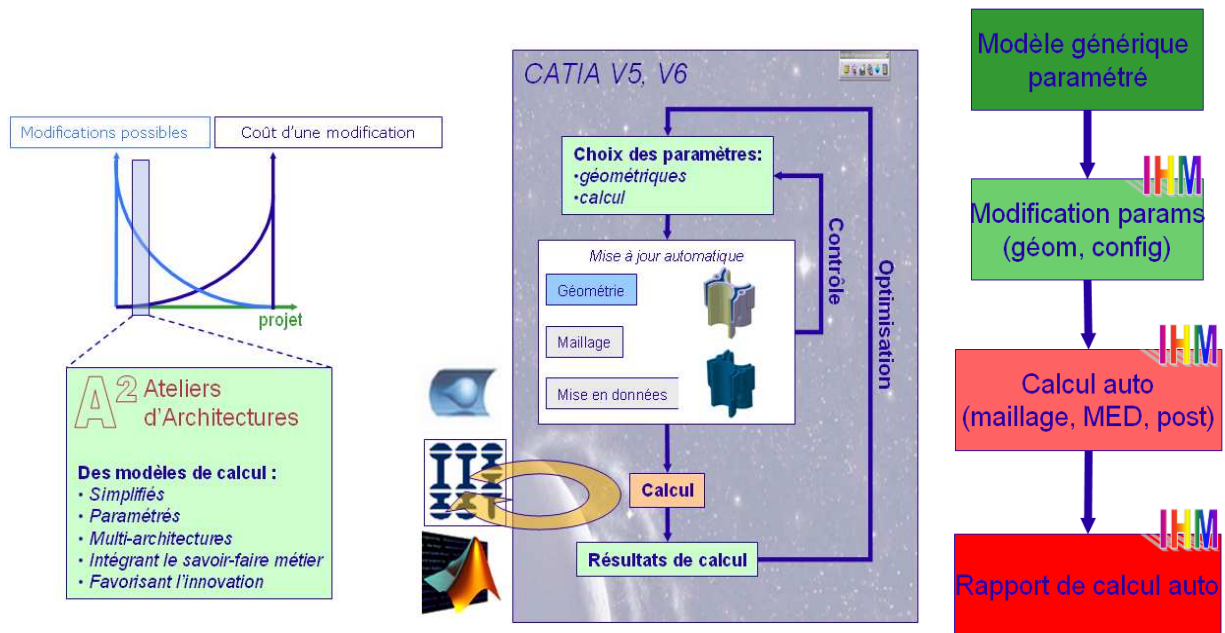 Modifications possibles
Coût d'une modification
projet
A² Ateliers
d'Architectures
Des modèles de calcul :
• Simplifiés
• Paramétrés
• Multi-architectures
• Intégrant le savoir-faire métier
• Favorisant l'innovation
CATIA V5, V6
Choix des paramètres:
•géométriques
•calcul
Mise à jour automatique
Géométrie
Maillage
Mise en données
Contrôle
Optimisation
Calcul
Résultats de calcul
Modèle générique
paramétré
IHM
Modification params
(géom, config)
IHM
Calcul auto
(maillage, MED, post)
IHM
Rapport de calcul auto